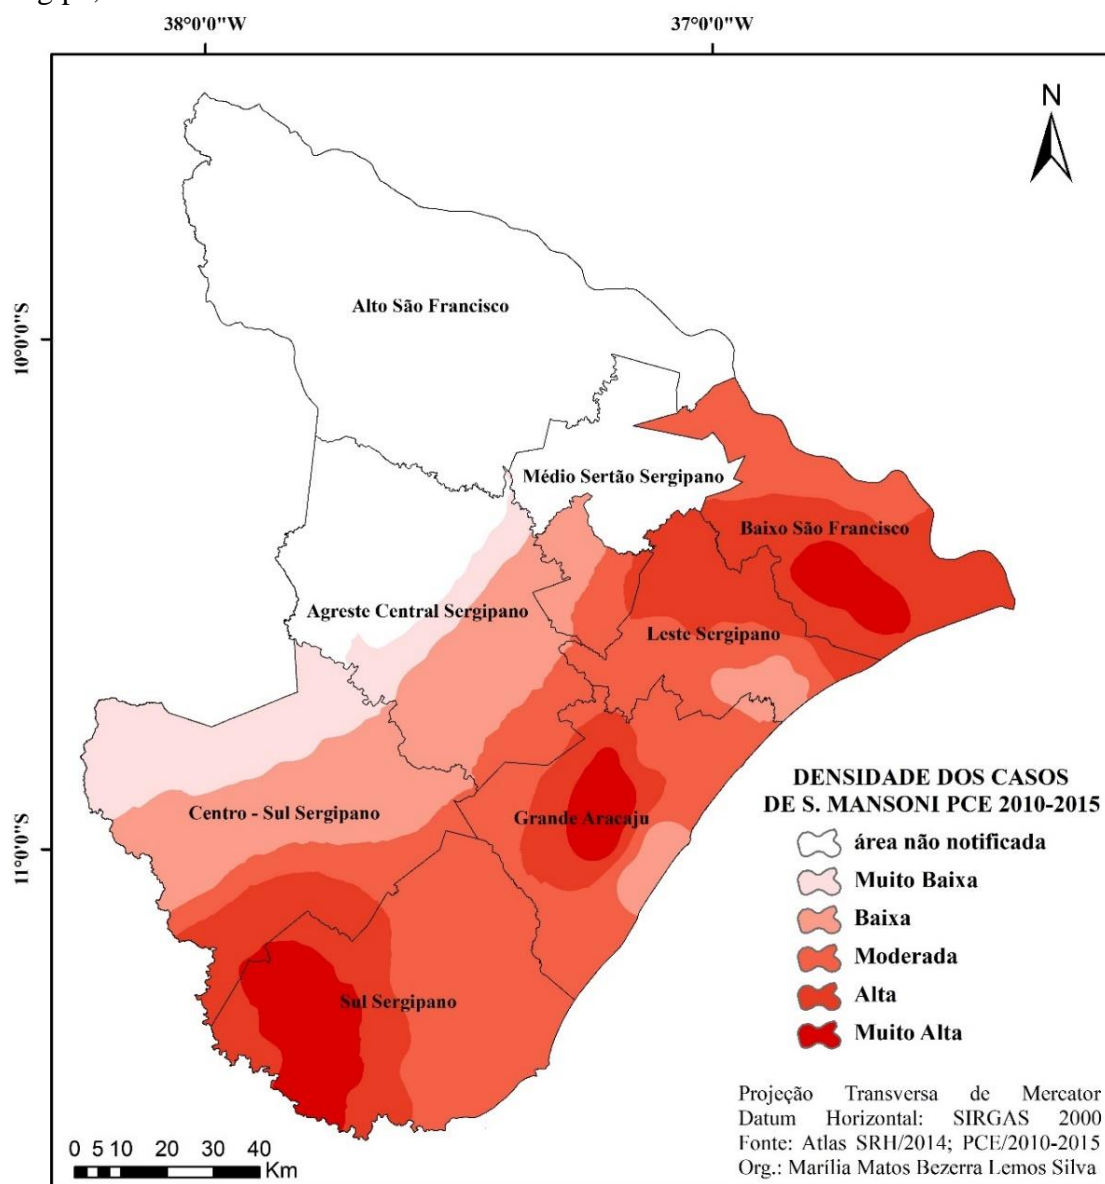 38°0'0"W
37°0'0"W
N
10°0'0"S
11°0'0"S
Alto São Francisco
Médio Sertão Sergipano
Baixo São Francisco
Agreste Central Sergipano
Leste Sergipano
Centro - Sul Sergipano
Grande Aracaju
Sul Sergipano
DENSIDADE DOS CASOS
DE S. MANSONI PCE 2010-2015
área não notificada
Muito Baixa
Baixa
Moderada
Alta
Muito Alta
Projeção Transversa de Mercator
Datum Horizontal: SIRGAS 2000
Fonte: Atlas SRH/2014; PCE/2010-2015
Org.: Marília Matos Bezerra Lemos Silva
0 5 10 20 30 40
Km